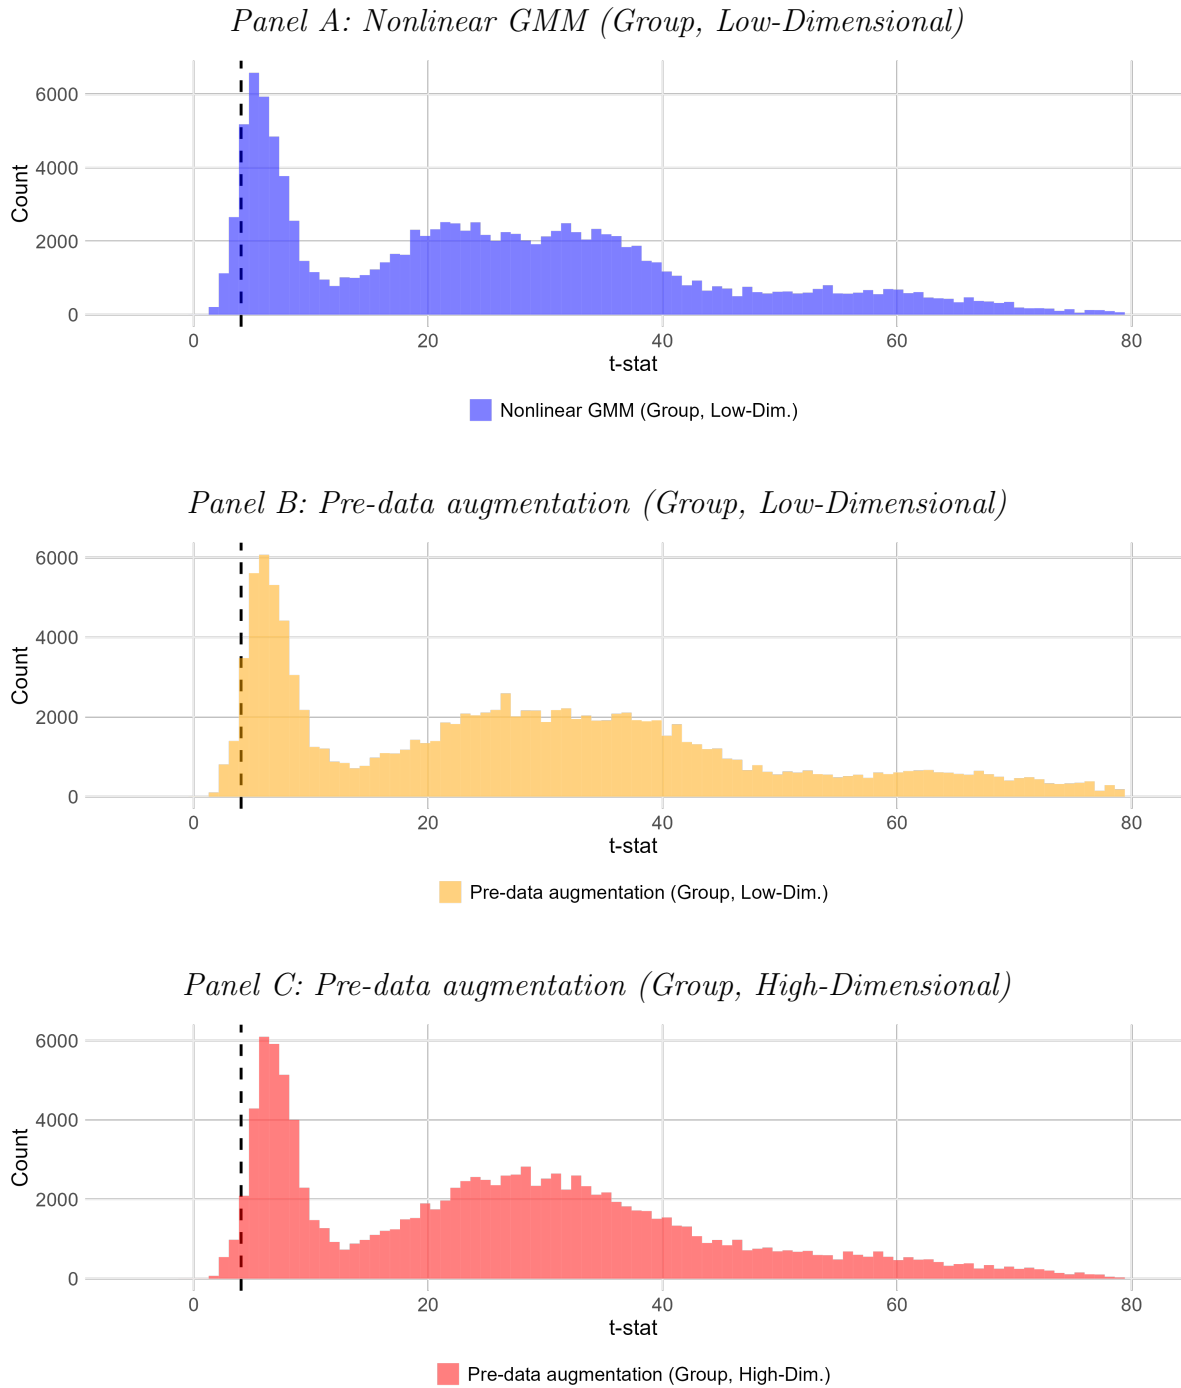 Panel A: Nonlinear GMM (Group, Low-Dimensional)
6000
4000
2000
0
Count
0 20 40 60 80
t-stat
Nonlinear GMM (Group, Low-Dim.)
Panel B: Pre-data augmentation (Group, Low-Dimensional)
6000
4000
2000
0
Count
0 20 40 60 80
t-stat
Pre-data augmentation (Group, Low-Dim.)
Panel C: Pre-data augmentation (Group, High-Dimensional)
6000
4000
2000
0
Count
0 20 40 60 80
t-stat
Pre-data augmentation (Group, High-Dim.)